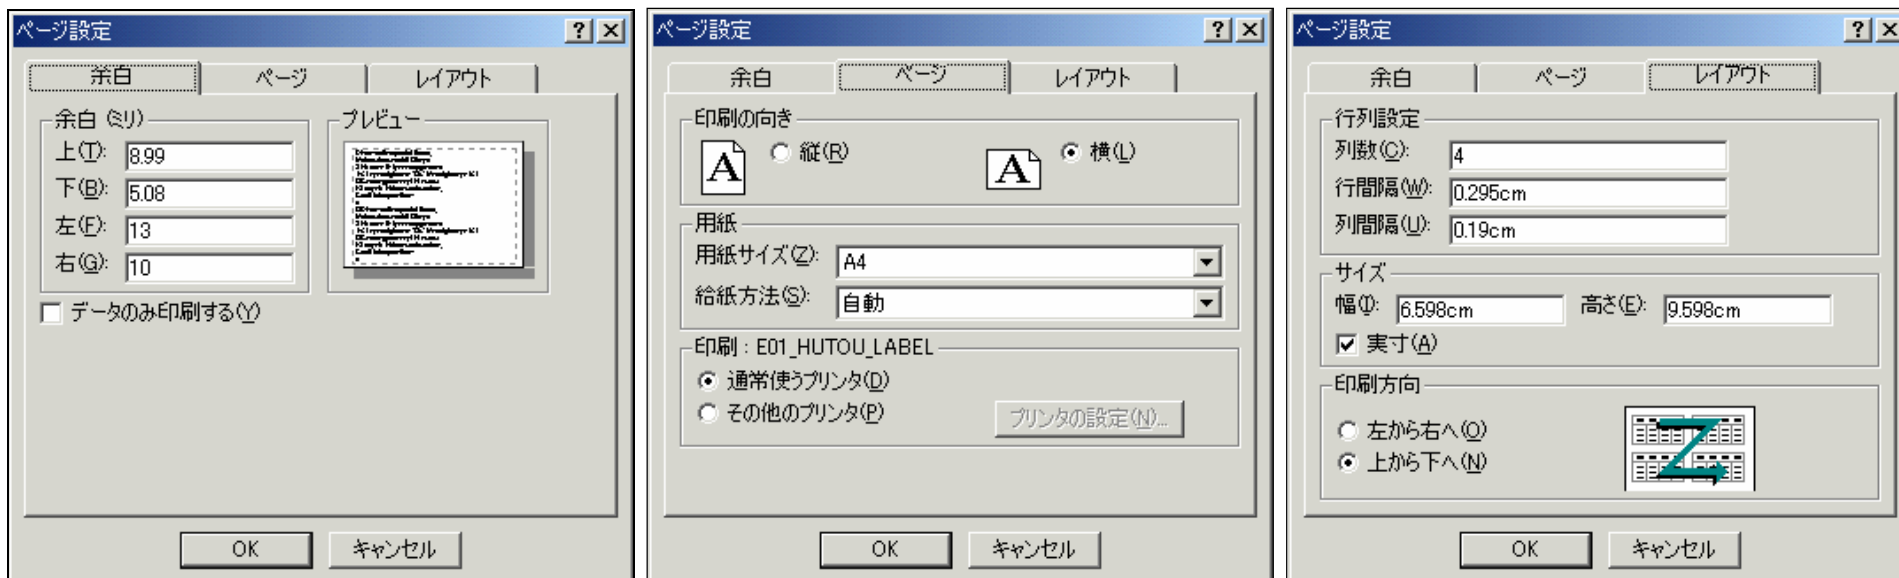 ページ設定
余白 ページ レイアウト
余白(ミリ)
上(T): 8.99
下(B): 5.08
左(F): 13
右(G): 10
プレビュー
データのみ印刷する(Y)
OK キャンセル
ページ設定
余白 ページ レイアウト
印刷の向き
A 縦(R) A 横(L)
用紙
用紙サイズ(Z): A4
給紙方法(S): 自動
印刷 : E01_HUTOU_LABEL
通常使うプリンタ(D)
その他のプリンタ(P) プリンタの設定(N)...
OK キャンセル
ページ設定
余白 ページ レイアウト
行列設定
列数(C): 4
行間隔(W): 0.295cm
列間隔(U): 0.19cm
サイズ
幅(I): 6.598cm 高さ(E): 9.598cm
実寸(A)
印刷方向
左から右へ(O)
上から下へ(N)
OK キャンセル